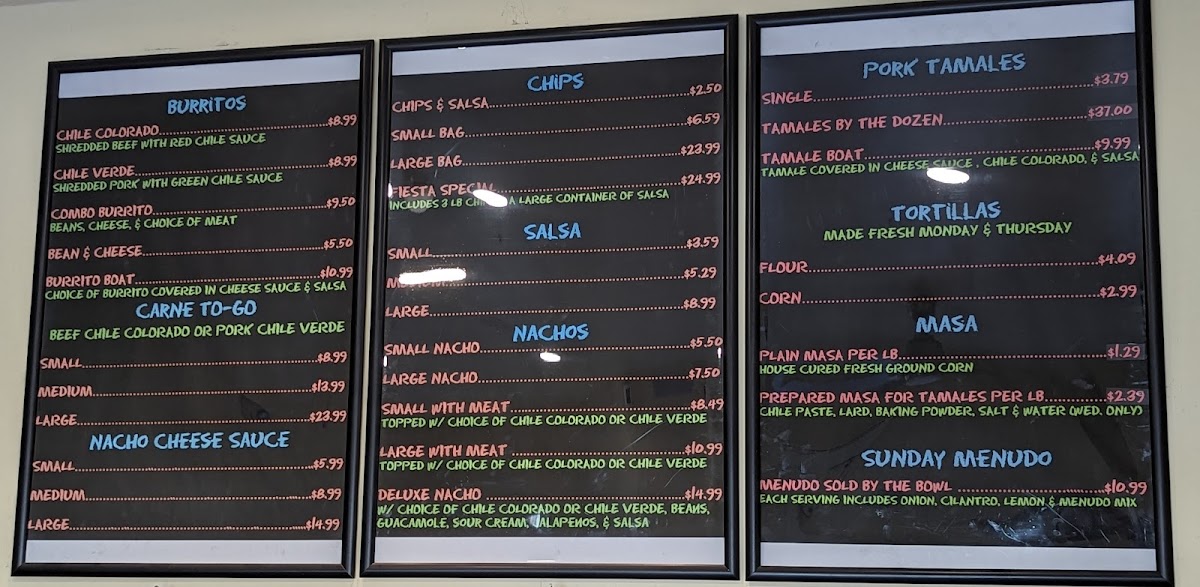 BURRITOS
CHILE COLORADO $8.99
SHREDDED BEEF WITH RED CHILE SAUCE
CHILE VERDE $8.99
SHREDDED PORK WITH GREEN CHILE SAUCE
COMBO BURRITO $9.50
BEANS, CHEESE, & CHOICE OF MEAT
BEAN & CHEESE $5.50
BURRITO BOAT $10.99
CHOICE OF BURRITO COVERED IN CHEESE SAUCE & SALSA
CARNE TO-GO
BEEF CHILE COLORADO OR PORK CHILE VERDE
SMALL $8.99
MEDIUM $13.99
LARGE $23.99
NACHO CHEESE SAUCE
SMALL $5.99
MEDIUM $8.99
LARGE $14.99
CHIPS
CHIPS & SALSA $2.50
SMALL BAG $6.59
LARGE BAG $23.99
FIESTA SPECIAL $24.99
INCLUDES 3 LB A LARGE CONTAINER OF SALSA
SALSA
SMALL $3.59
$5.29
LARGE $8.99
NACHOS
SMALL NACHO $5.50
LARGE NACHO $7.50
SMALL WITH MEAT $8.49
TOPPED W/ CHOICE OF CHILE COLORADO OR CHILE VERDE
LARGE WITH MEAT $10.99
TOPPED W/ CHOICE OF CHILE COLORADO OR CHILE VERDE
DELUXE NACHO $14.99
W/ CHOICE OF CHILE COLORADO OR CHILE VERDE, BEANS,
GUACAMOLE, SOUR CREAM, JALAPENOS, & SALSA
PORK TAMALES
SINGLE $3.79
TAMALES BY THE DOZEN $37.00
TAMALE BOAT $9.99
TAMALE COVERED IN CHEESE SAUCE , CHILE COLORADO, & SALSA
TORTILLAS
MADE FRESH MONDAY & THURSDAY
FLOUR $4.09
CORN $2.99
MASA
PLAIN MASA PER LB $1.29
HOUSE CURED FRESH GROUND CORN
PREPARED MASA FOR TAMALES PER LB $2.39
CHILE PASTE, LARD, BAKING POWDER, SALT & WATER (WED. ONLY)
SUNDAY MENUDO
MENUDO SOLD BY THE BOWL $10.99
EACH SERVING INCLUDES ONION, CILANTRO, LEMON & MENUDO MIX